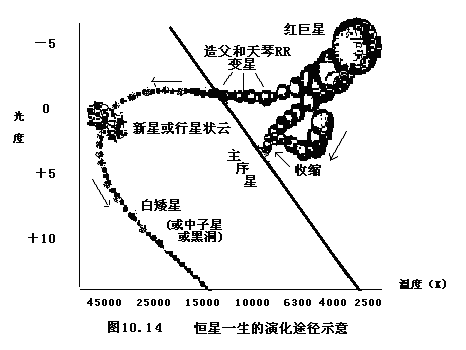 红巨星
造父和天琴RR
变星
-5
0
+5
+10
光度
新星或行星状云
主序星
收缩
白矮星
(或中子星
或黑洞)
温度(K)
45000 25000 15000 10000 6300 4000 2500
图10.14 恒星一生的演化途径示意